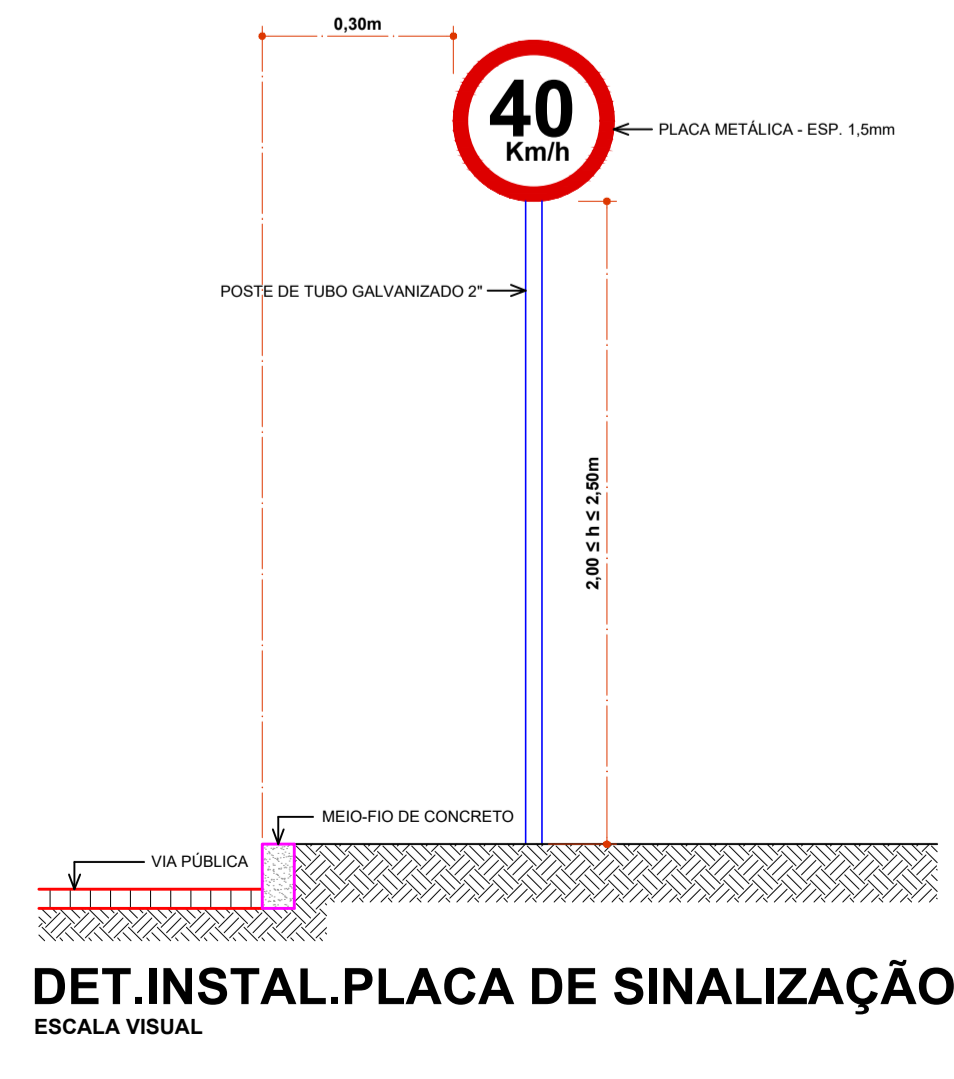 0,30m
40
Km/h
PLACA METÁLICA - ESP. 1,5mm
POSTE DE TUBO GALVANIZADO 2"
2,00 ≤ h ≤ 2,50m
MEIO-FIO DE CONCRETO
VIA PÚBLICA
DET.INSTAL.PLACA DE SINALIZAÇÃO
ESCALA VISUAL